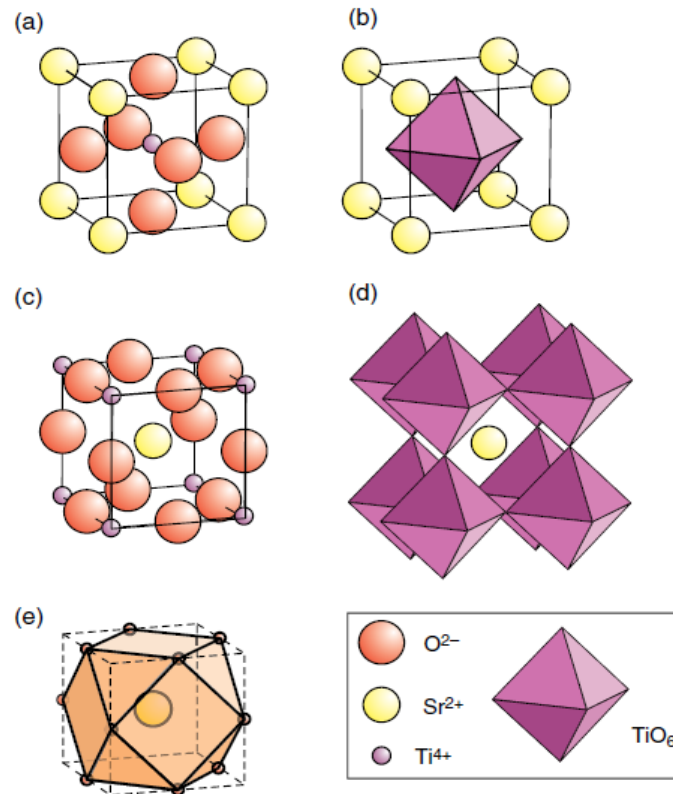 (a)
(b)
(c)
(d)
(e)
O²⁻
Sr²⁺
Ti⁴⁺
TiO₆